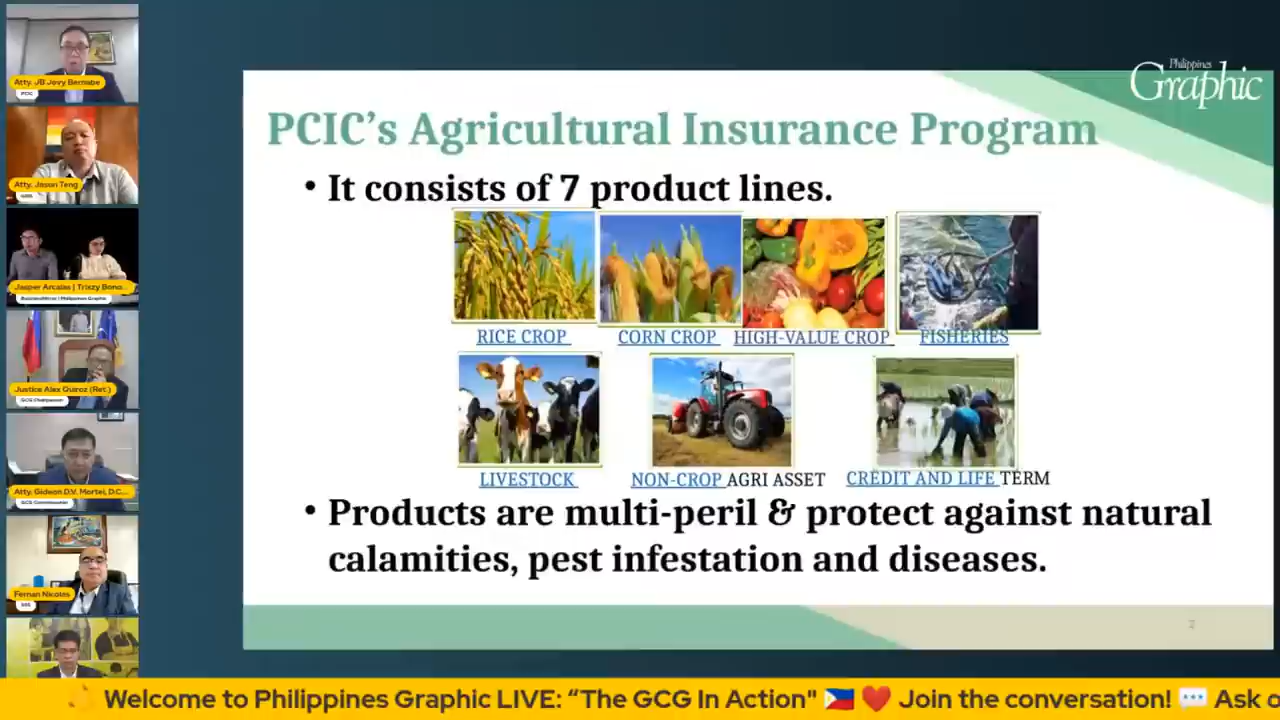 Atty. JB Jovy Bernabe
PCIC
Atty. Jason Teng
Jasper Arcalas | Trixzy Bono...
BusinessMirror | Philippines Graphic
Justice Alex Quiroz (Ret.)
GCG Chairperson
Atty. Gideon D.V. Mortel, D.C...
GCG Commissioner
Fernan Nicolas
SSS
Philippines
Graphic
PCIC's Agricultural Insurance Program
• It consists of 7 product lines.
RICE CROP CORN CROP HIGH-VALUE CROP FISHERIES
LIVESTOCK NON-CROP AGRI ASSET CREDIT AND LIFE TERM
• Products are multi-peril & protect against natural
calamities, pest infestation and diseases.
2
👍 Welcome to Philippines Graphic LIVE: “The GCG In Action" 🇵🇭 ❤️ Join the conversation! 💬 Ask